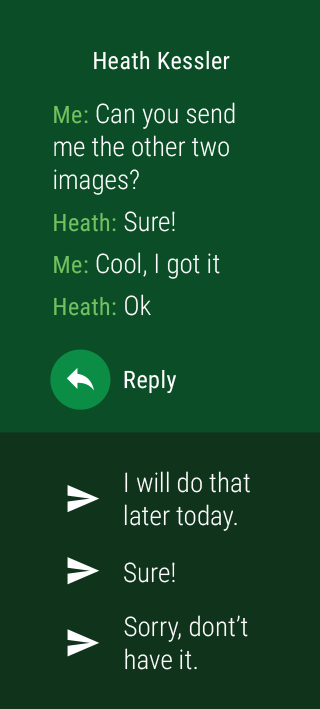 Heath Kessler
Me: Can you send
me the other two
images?
Heath: Sure!
Me: Cool, I got it
Heath: Ok
Reply
I will do that
later today.
Sure!
Sorry, dont't
have it.